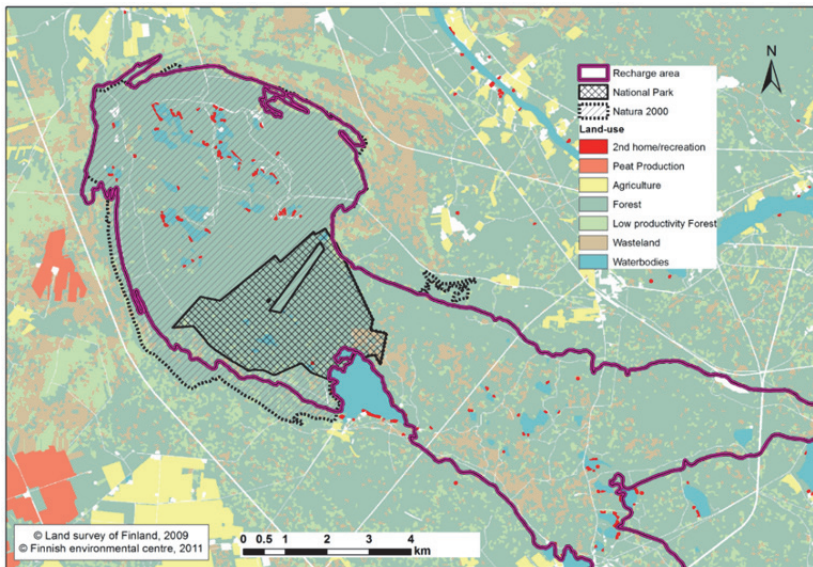 N
Recharge area
National Park
Natura 2000
Land-use
2nd home/recreation
Peat Production
Agriculture
Forest
Low productivity Forest
Wasteland
Waterbodies
© Land survey of Finland, 2009
© Finnish environmental centre, 2011
0 0.5 1 2 3 4
km